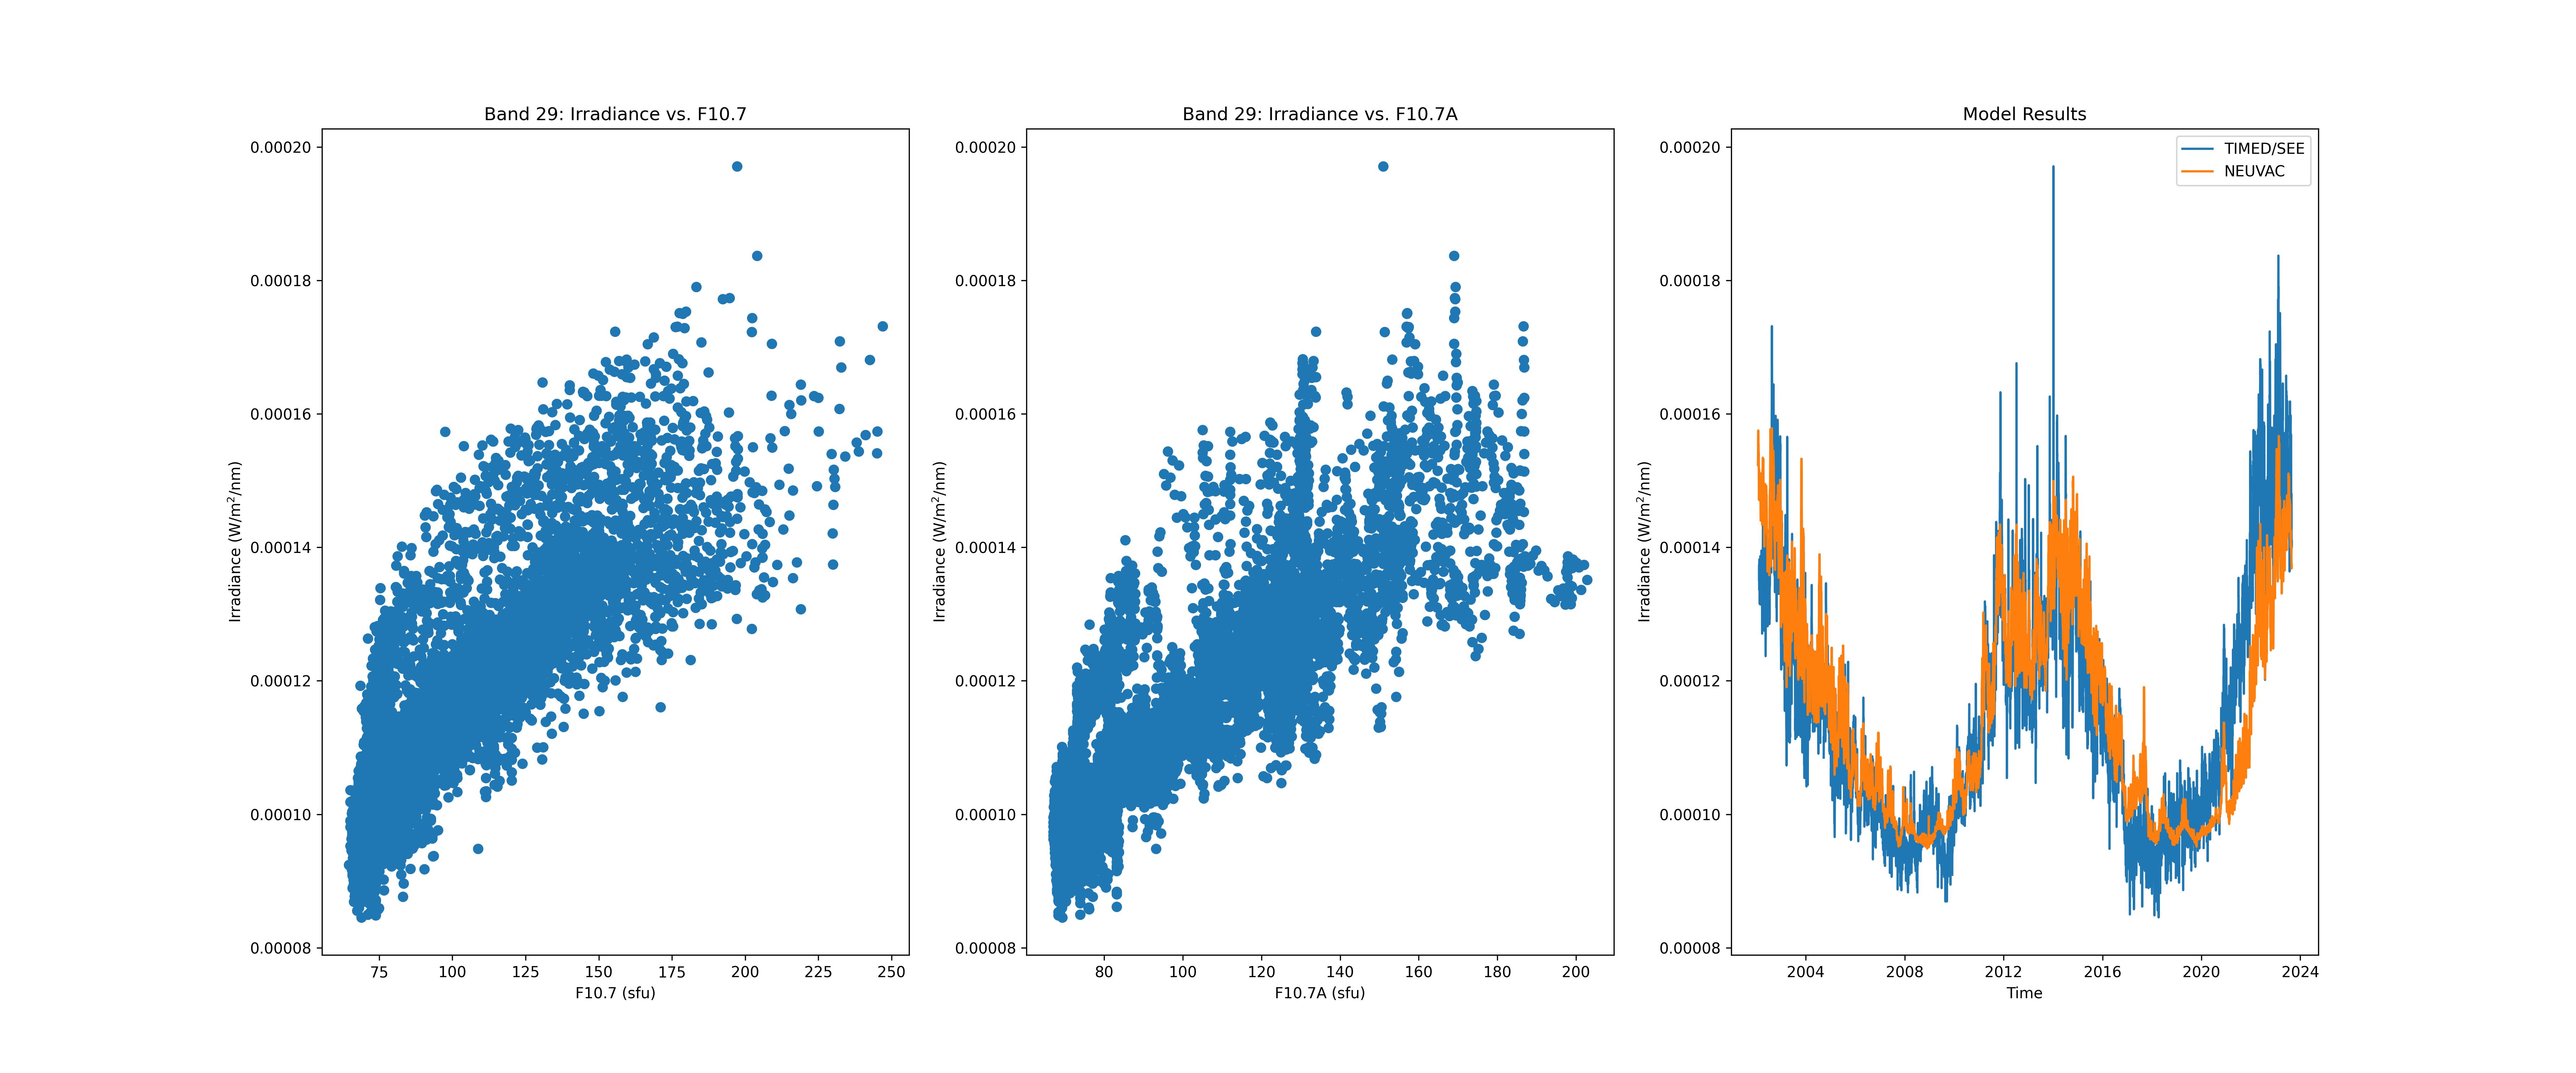 Band 29: Irradiance vs. F10.7
0.00020
0.00018
0.00016
0.00014
0.00012
0.00010
0.00008
Irradiance (W/m²/nm)
75 100 125 150 175 200 225 250
F10.7 (sfu)
Band 29: Irradiance vs. F10.7A
0.00020
0.00018
0.00016
0.00014
0.00012
0.00010
0.00008
Irradiance (W/m²/nm)
80 100 120 140 160 180 200
F10.7A (sfu)
Model Results
TIMED/SEE
NEUVAC
0.00020
0.00018
0.00016
0.00014
0.00012
0.00010
0.00008
Irradiance (W/m²/nm)
2004 2008 2012 2016 2020 2024
Time